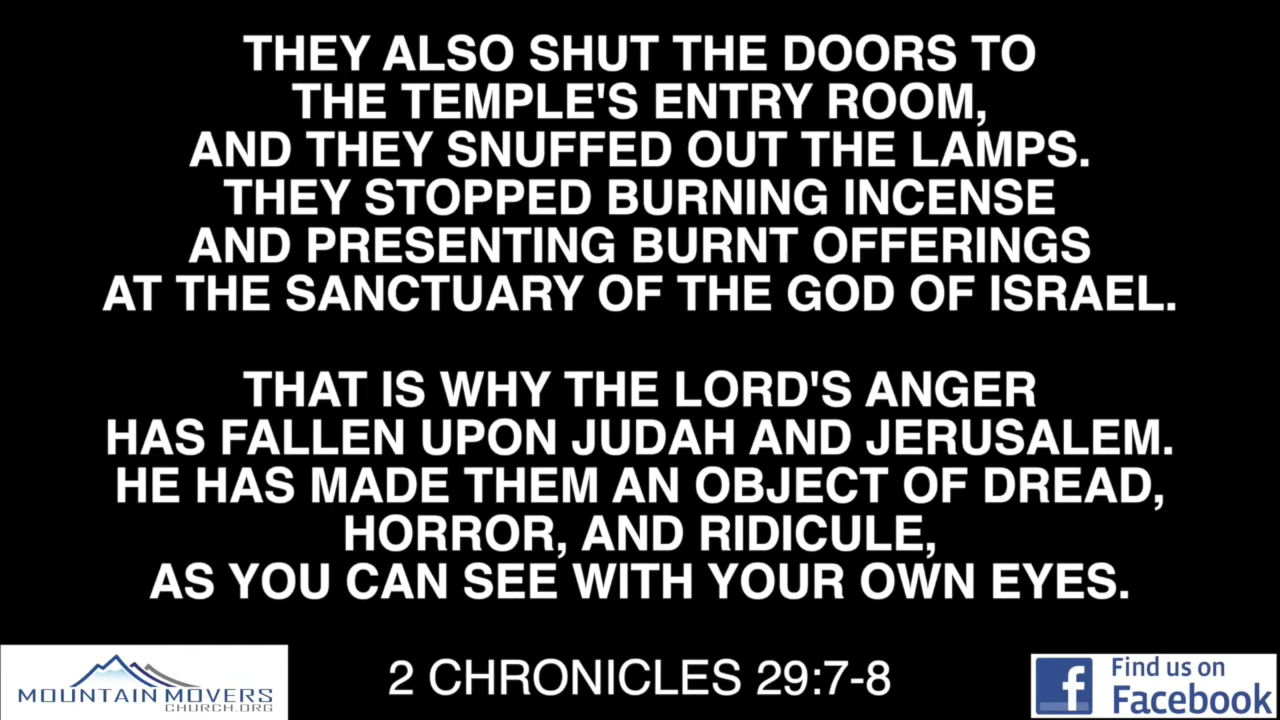 THEY ALSO SHUT THE DOORS TO
THE TEMPLE'S ENTRY ROOM,
AND THEY SNUFFED OUT THE LAMPS.
THEY STOPPED BURNING INCENSE
AND PRESENTING BURNT OFFERINGS
AT THE SANCTUARY OF THE GOD OF ISRAEL.
THAT IS WHY THE LORD'S ANGER
HAS FALLEN UPON JUDAH AND JERUSALEM.
HE HAS MADE THEM AN OBJECT OF DREAD,
HORROR, AND RIDICULE,
AS YOU CAN SEE WITH YOUR OWN EYES.
MOUNTAIN MOVERS
CHURCH.ORG
2 CHRONICLES 29:7-8
f
Find us on
Facebook